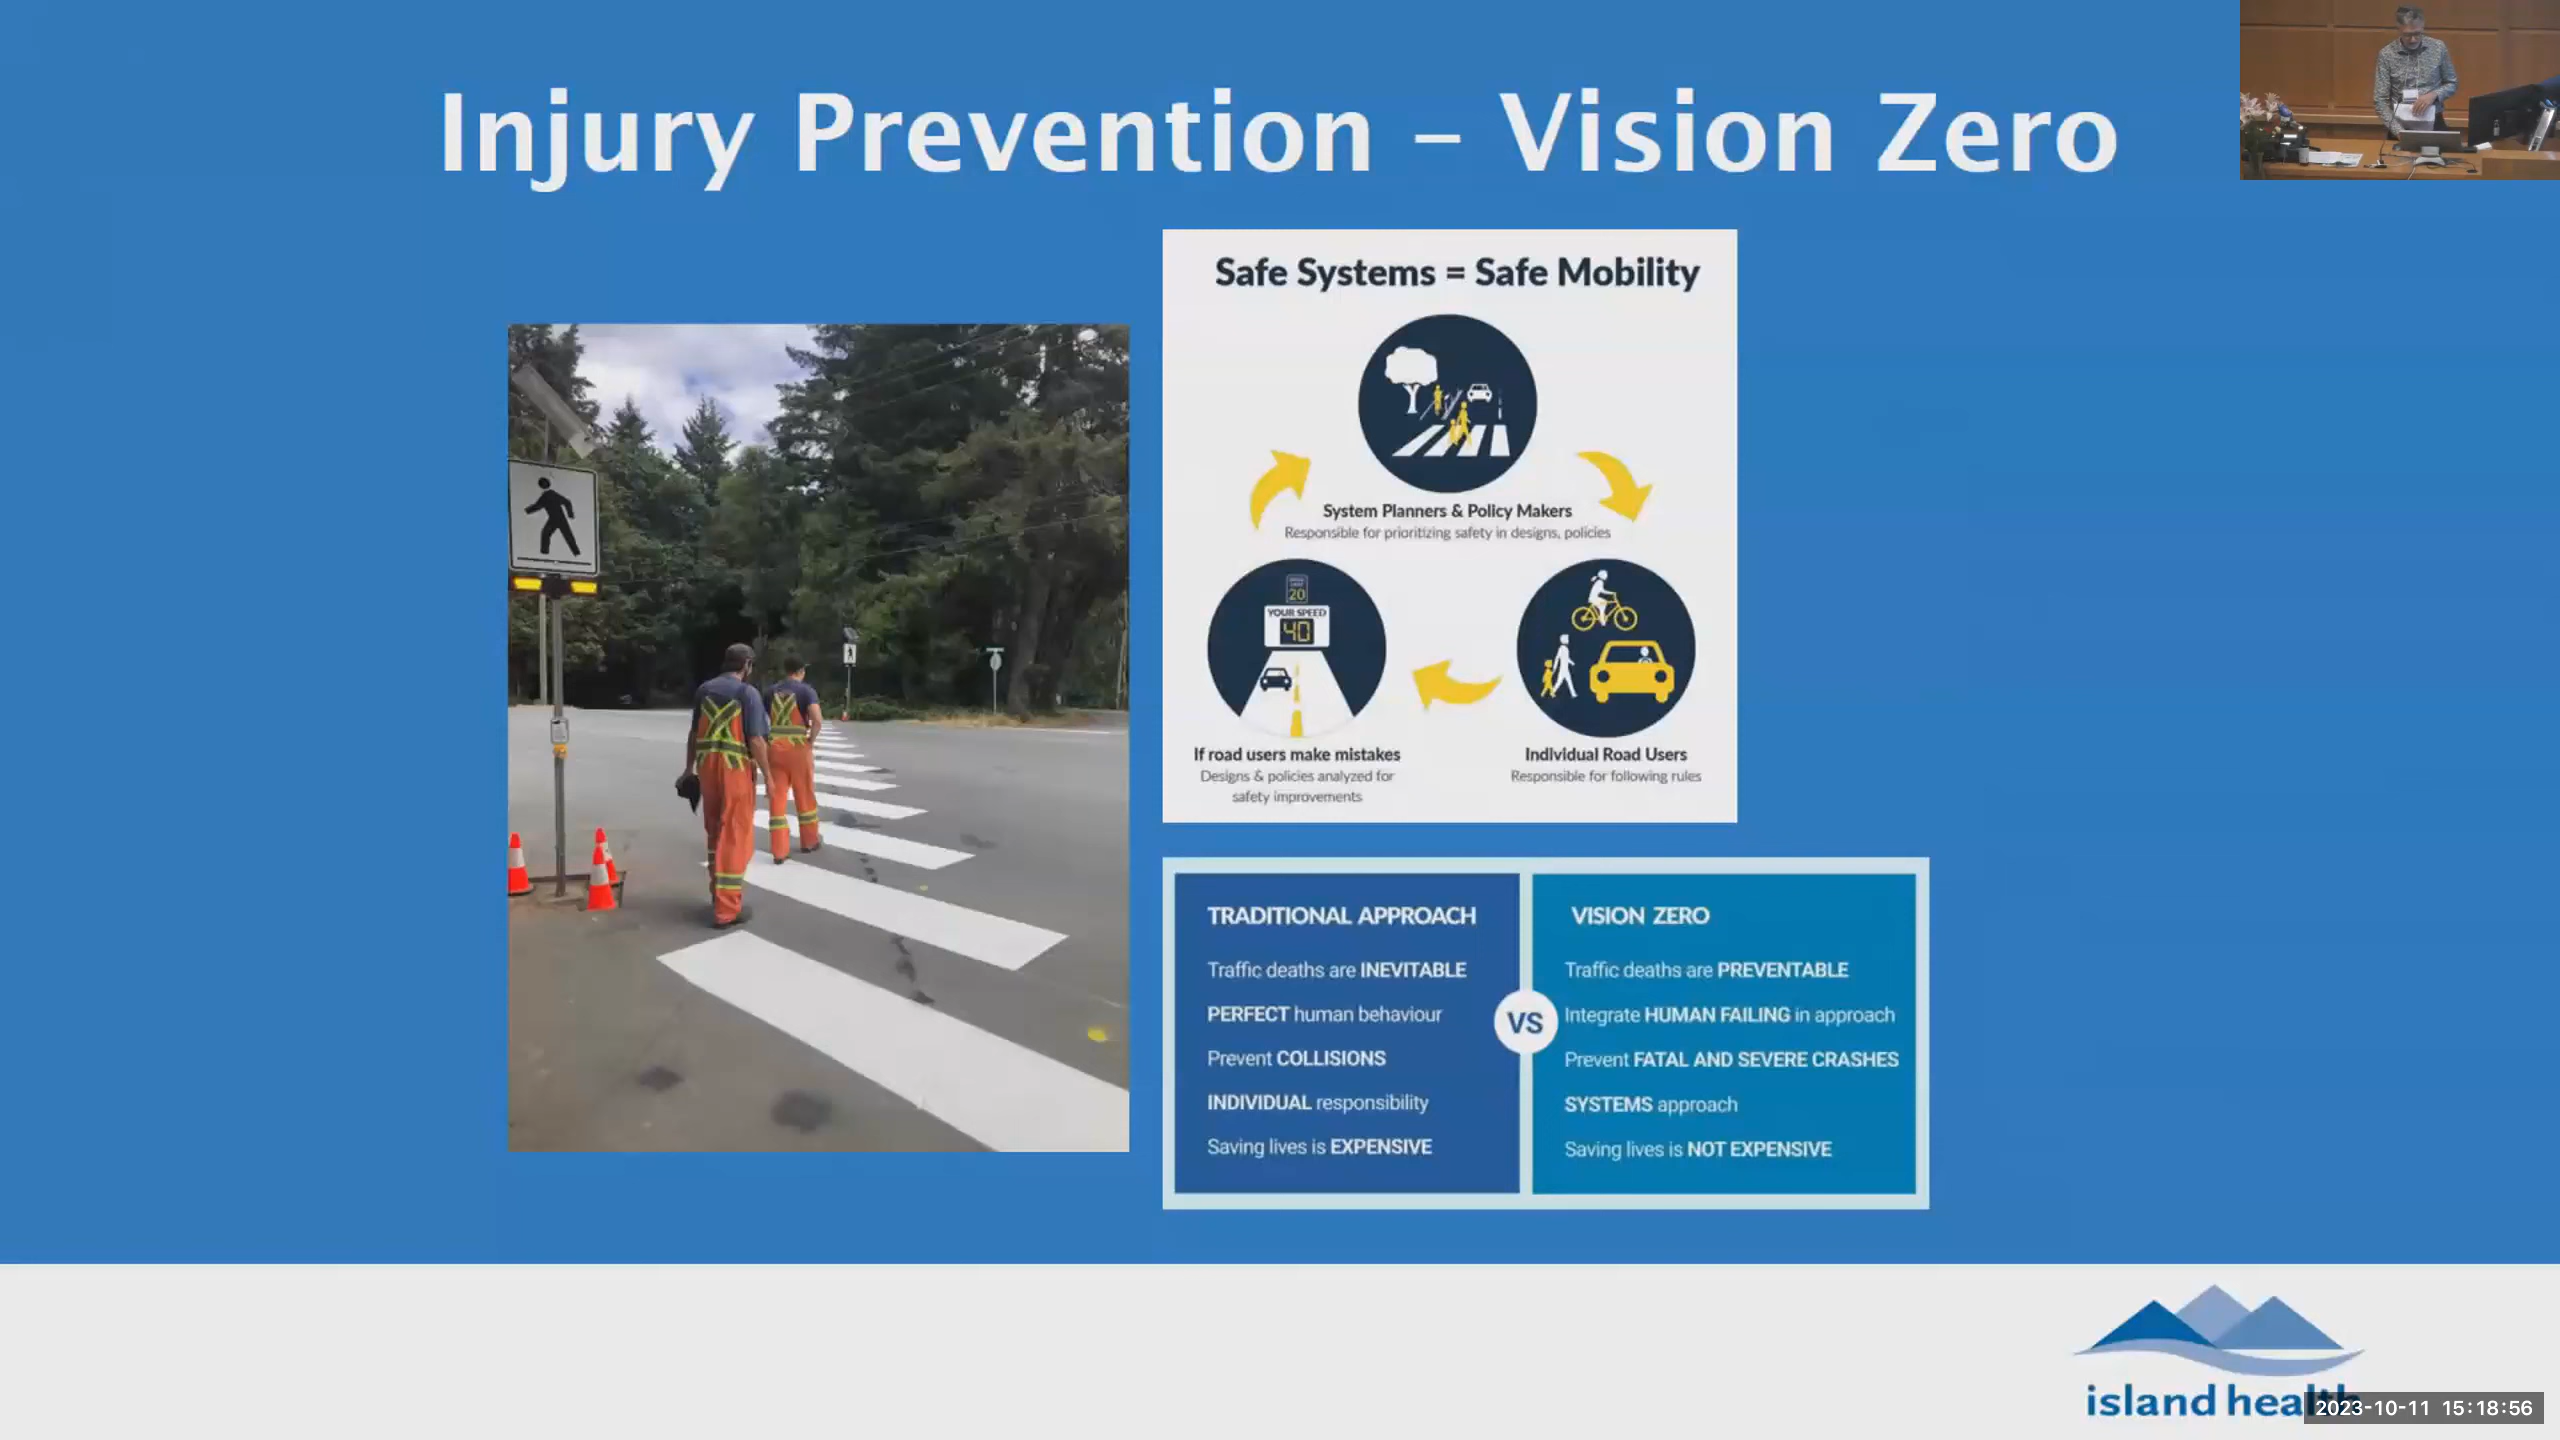 Injury Prevention – Vision Zero
Safe Systems = Safe Mobility
System Planners & Policy Makers
Responsible for prioritizing safety in designs, policies
20
YOUR SPEED
40
If road users make mistakes
Designs & policies analyzed for
safety improvements
Individual Road Users
Responsible for following rules
TRADITIONAL APPROACH
Traffic deaths are INEVITABLE
PERFECT human behaviour
Prevent COLLISIONS
INDIVIDUAL responsibility
Saving lives is EXPENSIVE
VS
VISION ZERO
Traffic deaths are PREVENTABLE
Integrate HUMAN FAILING in approach
Prevent FATAL AND SEVERE CRASHES
SYSTEMS approach
Saving lives is NOT EXPENSIVE
island health
2023-10-11 15:18:56